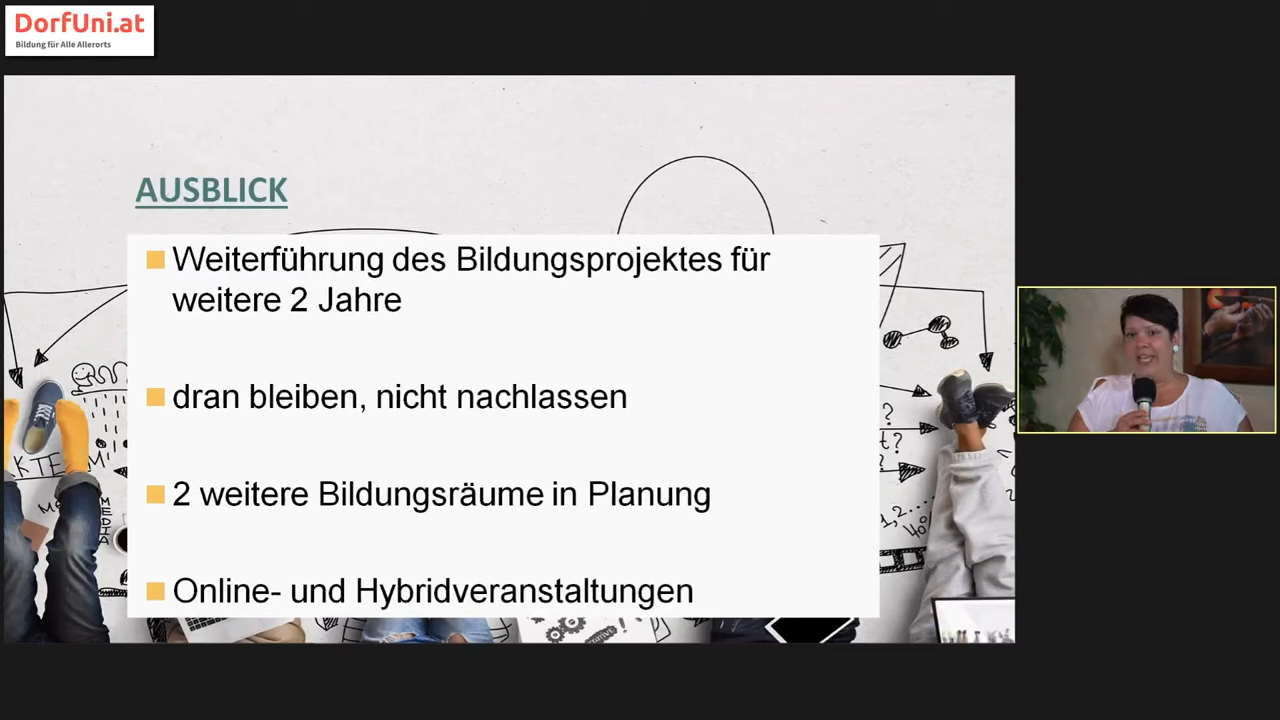 DorfUni.at
Bildung für Alle Allerorts
AUSBLICK
Weiterführung des Bildungsprojektes für
weitere 2 Jahre
dran bleiben, nicht nachlassen
2 weitere Bildungsräume in Planung
Online- und Hybridveranstaltungen